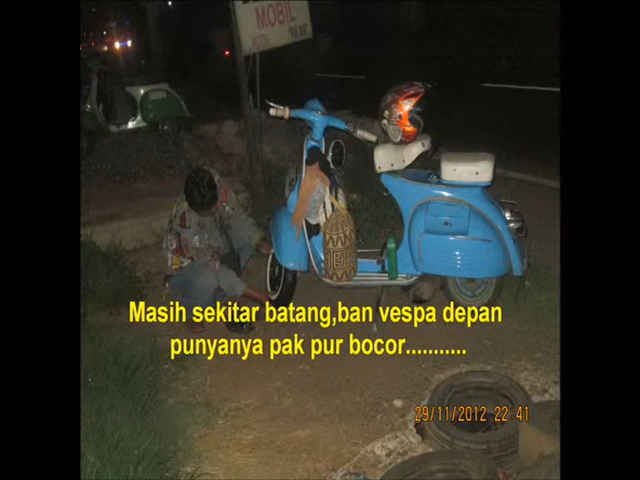 MOBIL
Masih sekitar batang,ban vespa depan
punyanya pak pur bocor...........
29/11/2012 22:41